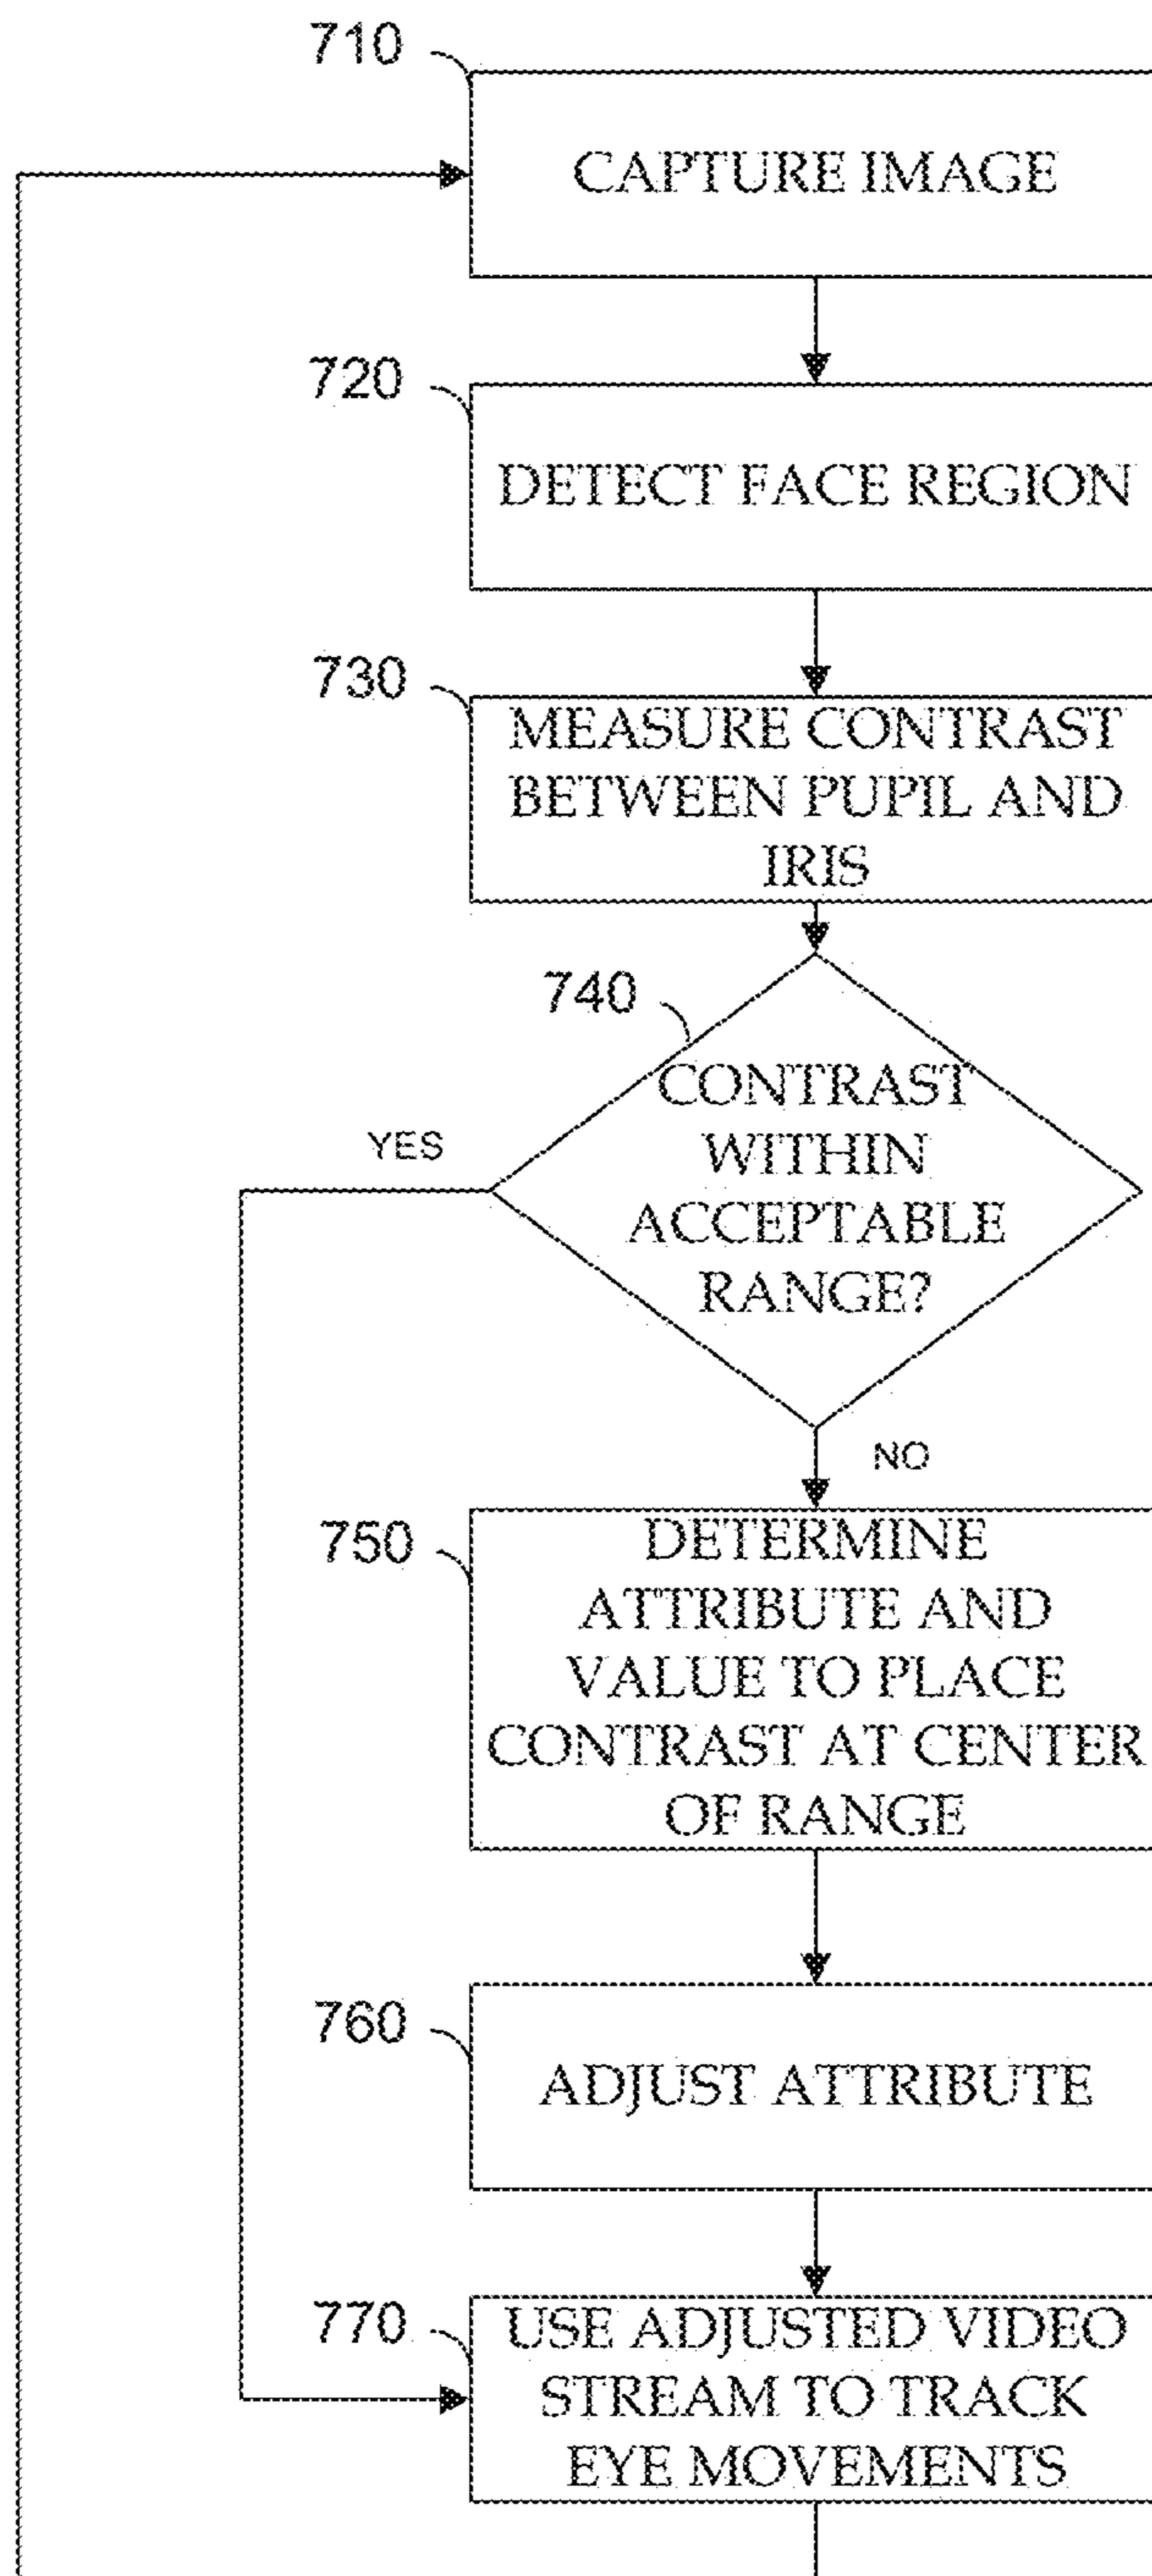 710
CAPTURE IMAGE
720
DETECT FACE REGION
730
MEASURE CONTRAST
BETWEEN PUPIL AND
IRIS
740
CONTRAST
WITHIN
ACCEPTABLE
RANGE?
YES
NO
750
DETERMINE
ATTRIBUTE AND
VALUE TO PLACE
CONTRAST AT CENTER
OF RANGE
760
ADJUST ATTRIBUTE
770
USE ADJUSTED VIDEO
STREAM TO TRACK
EYE MOVEMENTS